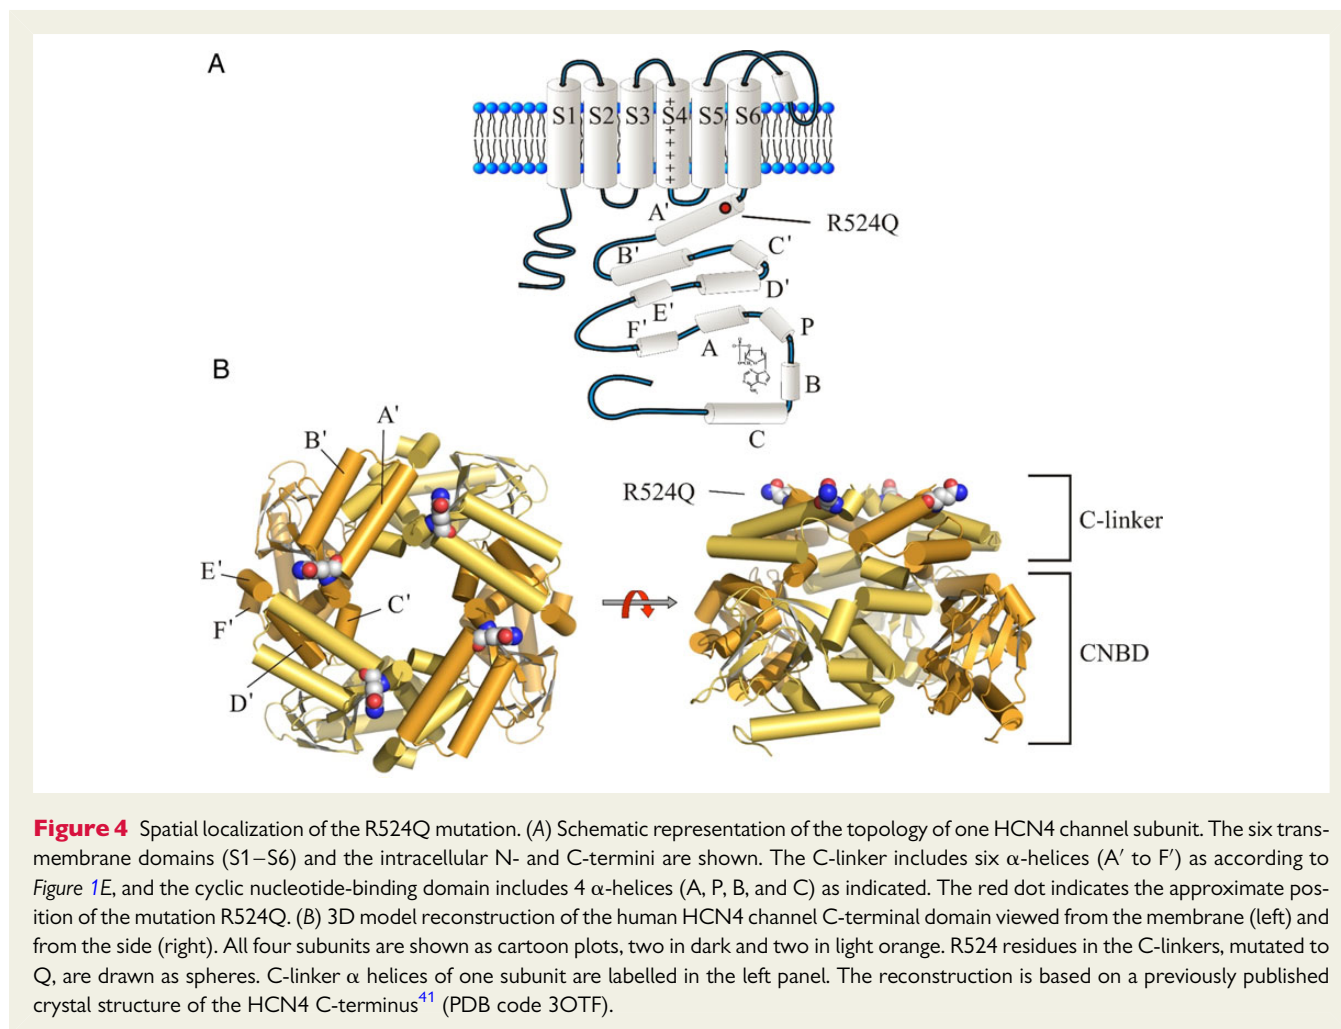 A
S1 S2 S3 S4 S5 S6
+
+
+
+
+
+
A'
R524Q
B'
C'
D'
E'
F'
A
P
B
C
B
A'
B'
E'
F'
C'
D'
R524Q
C-linker
CNBD
Figure 4 Spatial localization of the R524Q mutation. (A) Schematic representation of the topology of one HCN4 channel subunit. The six trans-
membrane domains (S1–S6) and the intracellular N- and C-termini are shown. The C-linker includes six α-helices (A′ to F′) as according to
Figure 1E, and the cyclic nucleotide-binding domain includes 4 α-helices (A, P, B, and C) as indicated. The red dot indicates the approximate pos-
ition of the mutation R524Q. (B) 3D model reconstruction of the human HCN4 channel C-terminal domain viewed from the membrane (left) and
from the side (right). All four subunits are shown as cartoon plots, two in dark and two in light orange. R524 residues in the C-linkers, mutated to
Q, are drawn as spheres. C-linker α helices of one subunit are labelled in the left panel. The reconstruction is based on a previously published
crystal structure of the HCN4 C-terminus41 (PDB code 3OTF).